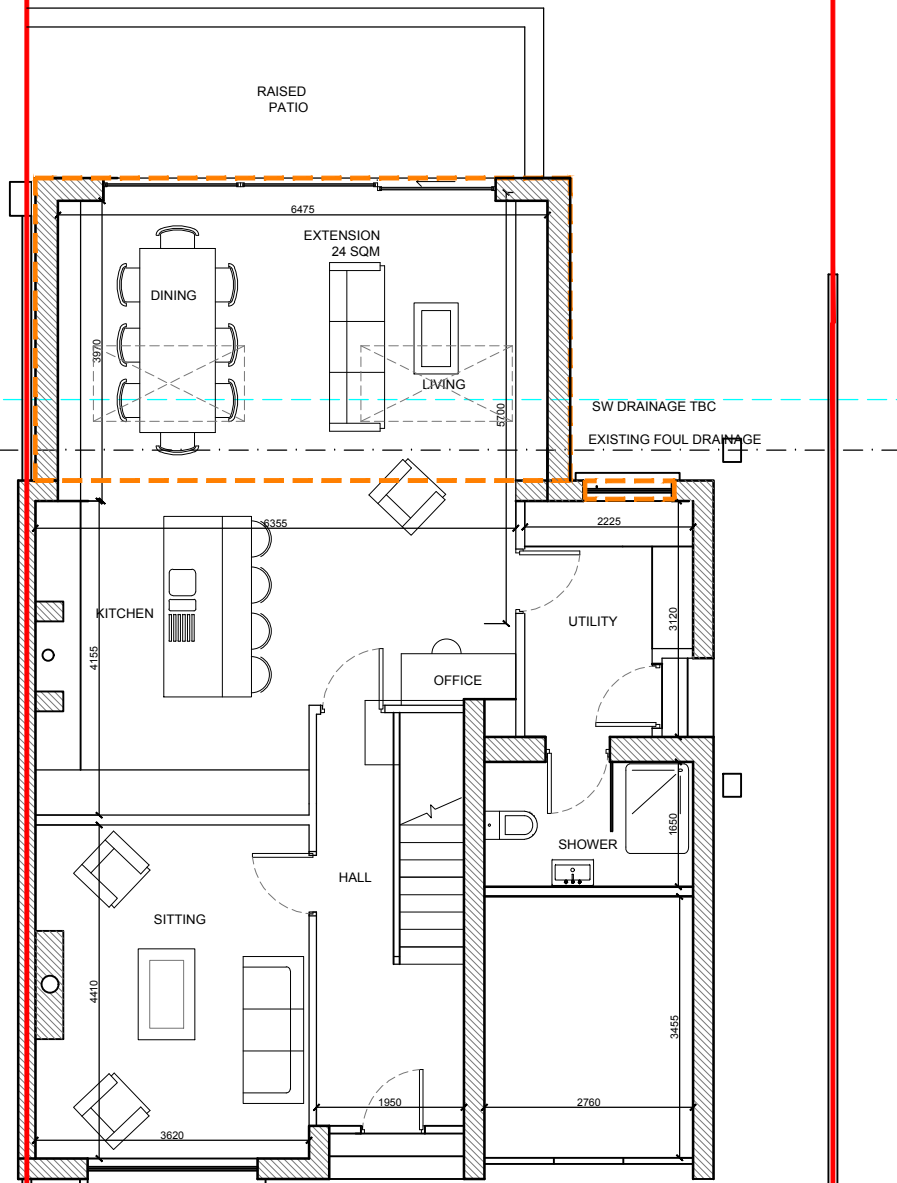 RAISED
PATIO
6475
EXTENSION
24 SQM
DINING
3970
LIVING
5700
SW DRAINAGE TBC
EXISTING FOUL DRAINAGE
6355
2225
KITCHEN
UTILITY
3120
4155
OFFICE
1650
SHOWER
HALL
SITTING
4410
3455
1950
2760
3620